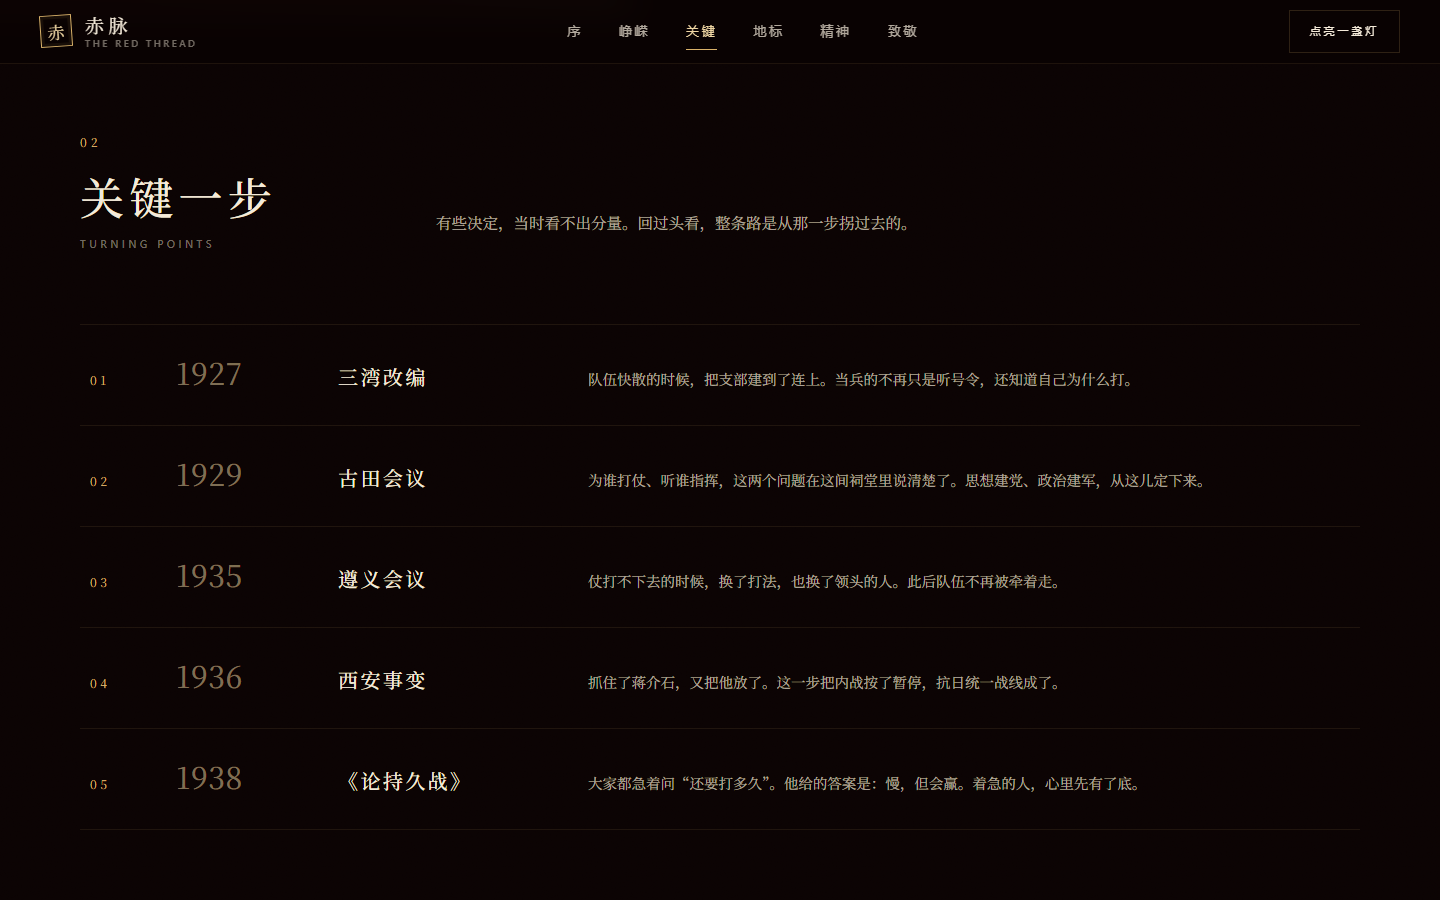 赤
赤脉
THE RED THREAD
序
峥嵘
关键
地标
精神
致敬
点亮一盏灯
02
关键一步
TURNING POINTS
有些决定，当时看不出分量。回过头看，整条路是从那一步拐过去的。
01 1927 三湾改编 队伍快散的时候，把支部建到了连上。当兵的不再只是听号令，还知道自己为什么打。
02 1929 古田会议 为谁打仗、听谁指挥，这两个问题在这间祠堂里说清楚了。思想建党、政治建军，从这儿定下来。
03 1935 遵义会议 仗打不下去的时候，换了打法，也换了领头的人。此后队伍不再被牵着走。
04 1936 西安事变 抓住了蒋介石，又把他放了。这一步把内战按了暂停，抗日统一战线成了。
05 1938 《论持久战》 大家都急着问“还要打多久”。他给的答案是：慢，但会赢。着急的人，心里先有了底。